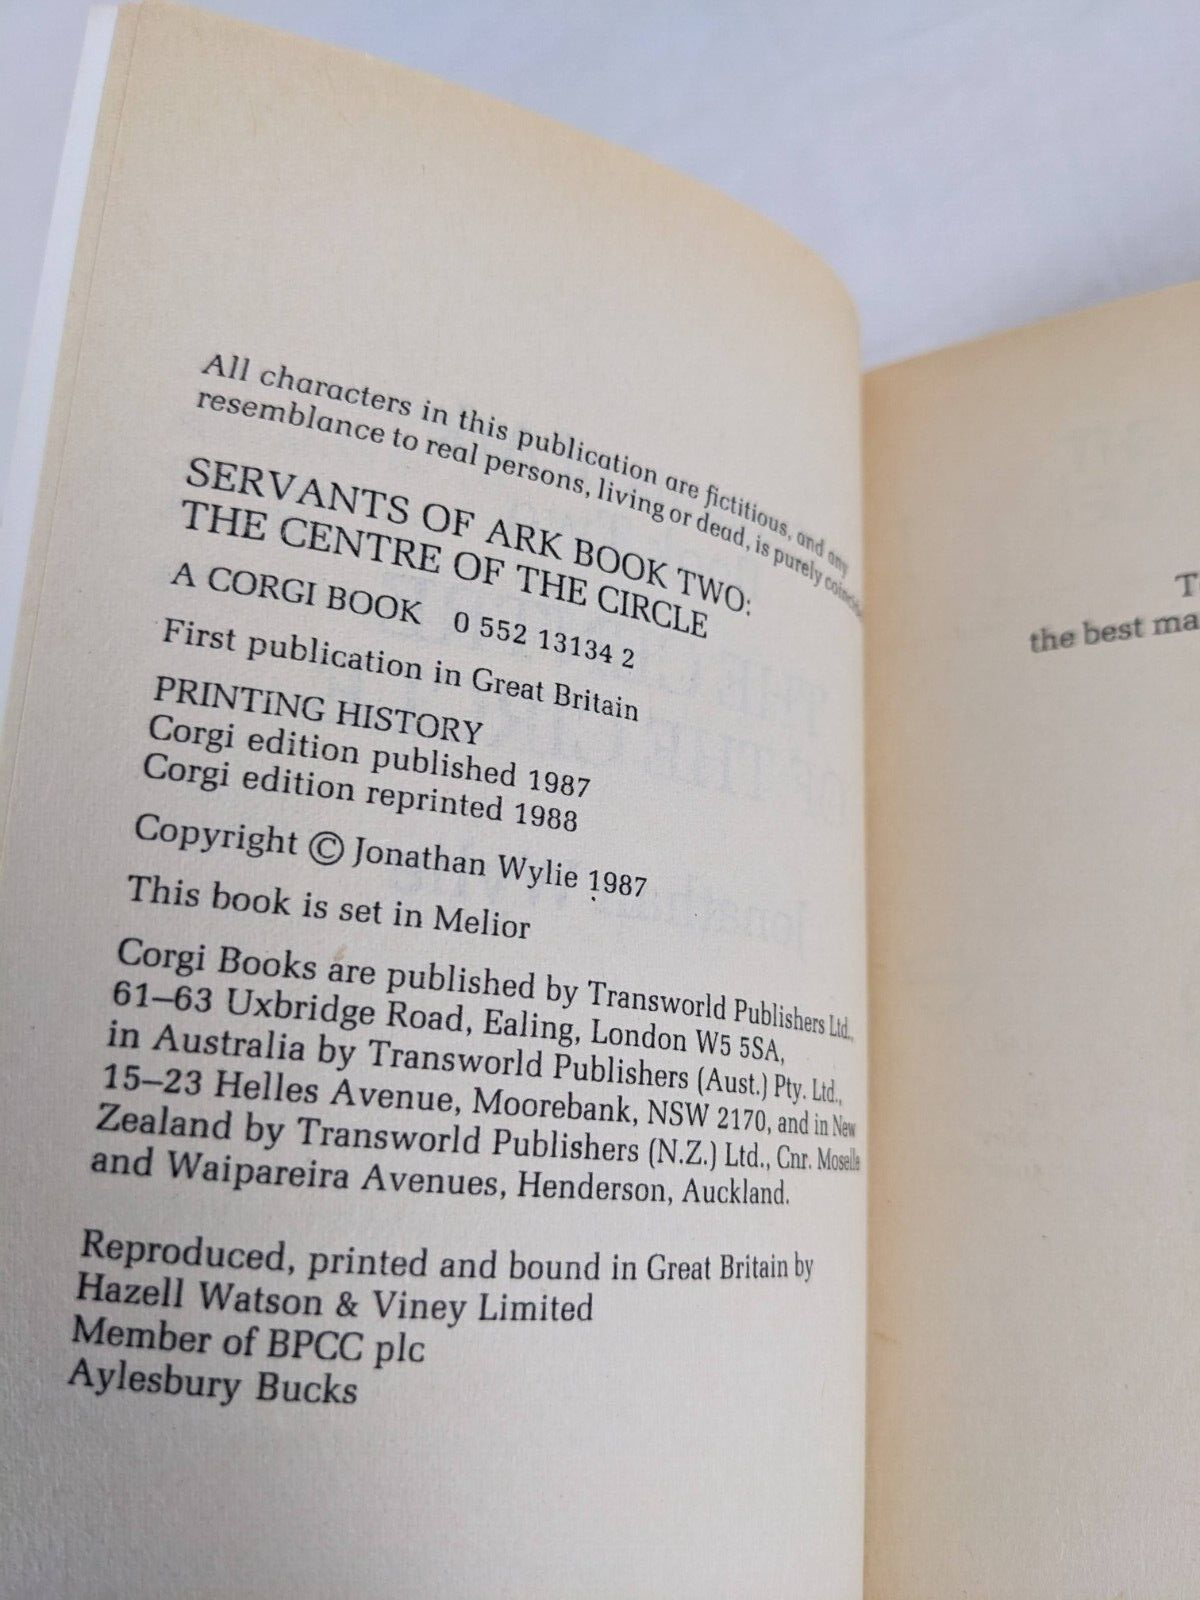 All characters in this publication are fictitious, and any
resemblance to real persons, living or dead, is purely
SERVANTS OF ARK BOOK TWO:
THE CENTRE OF THE CIRCLE
A CORGI BOOK 0 552 13134 2
First publication in Great Britain
PRINTING HISTORY
Corgi edition published 1987
Corgi edition reprinted 1988
Copyright © Jonathan Wylie 1987
This book is set in Melior
Corgi Books are published by Transworld Publishers Ltd.,
61–63 Uxbridge Road, Ealing, London W5 5SA,
in Australia by Transworld Publishers (Aust.) Pty. Ltd.,
15–23 Helles Avenue, Moorebank, NSW 2170, and in New
Zealand by Transworld Publishers (N.Z.) Ltd., Cnr. Moselle
and Waipareira Avenues, Henderson, Auckland.
Reproduced, printed and bound in Great Britain by
Hazell Watson & Viney Limited
Member of BPCC plc
Aylesbury Bucks
the best